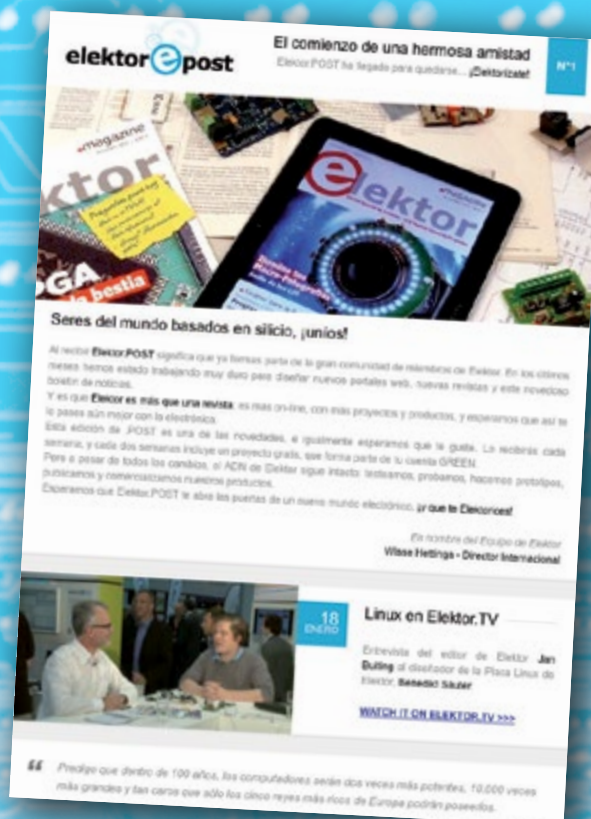 elektor e post
El comienzo de una hermosa amistad
Elektor.POST ha llegado para quedarse... ¡Elektorízate!
Nº1
e-magazine
ktor
elektor
e-magazine
OGA
la bestia
Seres del mundo basados en silicio, ¡uníos!
Al recibir Elektor.POST significa que ya formas parte de la gran comunidad de miembros de Elektor. En los últimos
meses hemos estado trabajando muy duro para diseñar nuevos portales web, nuevas revistas y este novedoso
boletín de noticias.
Y es que Elektor es más que una revista: es más on-line, con más proyectos y productos, y esperamos que así te
lo pases aún mejor con la electrónica.
Esta edición de .POST es una de las novedades, e igualmente esperamos que te guste. Lo recibirás cada
semana, y cada dos semanas incluye un proyecto gratis, que forma parte de tu cuenta GREEN.
Pero a pesar de todos los cambios, el ADN de Elektor sigue intacto: testeamos, probamos, hacemos prototipos,
publicamos y comercializamos nuestros productos.
Esperamos que Elektor.POST te abra las puertas de un nuevo mundo electrónico, ¡y que te Elektorices!
En nombre del Equipo de Elektor
Wisse Hettinga - Director Internacional
18
ENERO
Linux en Elektor.TV
Entrevista del editor de Elektor Jan
Buiting al diseñador de la Placa Linux de
Elektor, Benedikt Sauter
WATCH IT ON ELEKTOR.TV >>>
“ Predigo que dentro de 100 años, los computadores serán dos veces más potentes, 10.000 veces
más grandes y tan caros que sólo los cinco reyes más ricos de Europa podrán poseerlos.